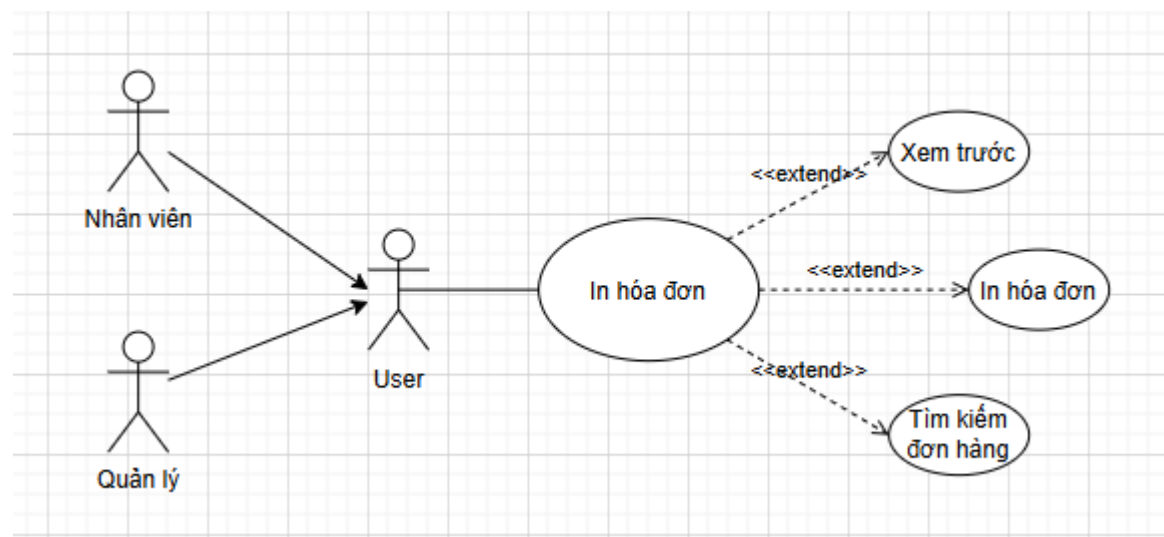 Nhân viên
Quản lý
User
In hóa đơn
<<extend>>
Xem trước
<<extend>>
In hóa đơn
<<extend>>
Tìm kiếm
đơn hàng